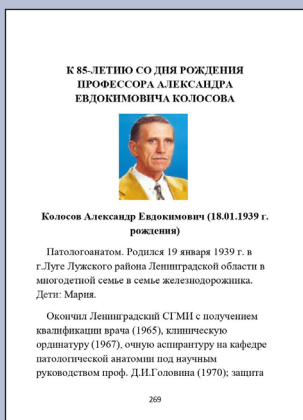 К 85-ЛЕТИЮ СО ДНЯ РОЖДЕНИЯ
ПРОФЕССОРА АЛЕКСАНДРА
ЕВДОКИМОВИЧА КОЛОСОВА
Колосов Александр Евдокимович (18.01.1939 г.
рождения)
Патологоанатом. Родился 19 января 1939 г. в
г.Луге Лужского района Ленинградской области в
многодетной семье в семье железнодорожника.
Дети: Мария.
Окончил Ленинградский СГМИ с получением
квалификации врача (1965), клиническую
ординатуру (1967), очную аспирантуру на кафедре
патологической анатомии под научным
руководством проф. Д.И.Головина (1970); защита
269